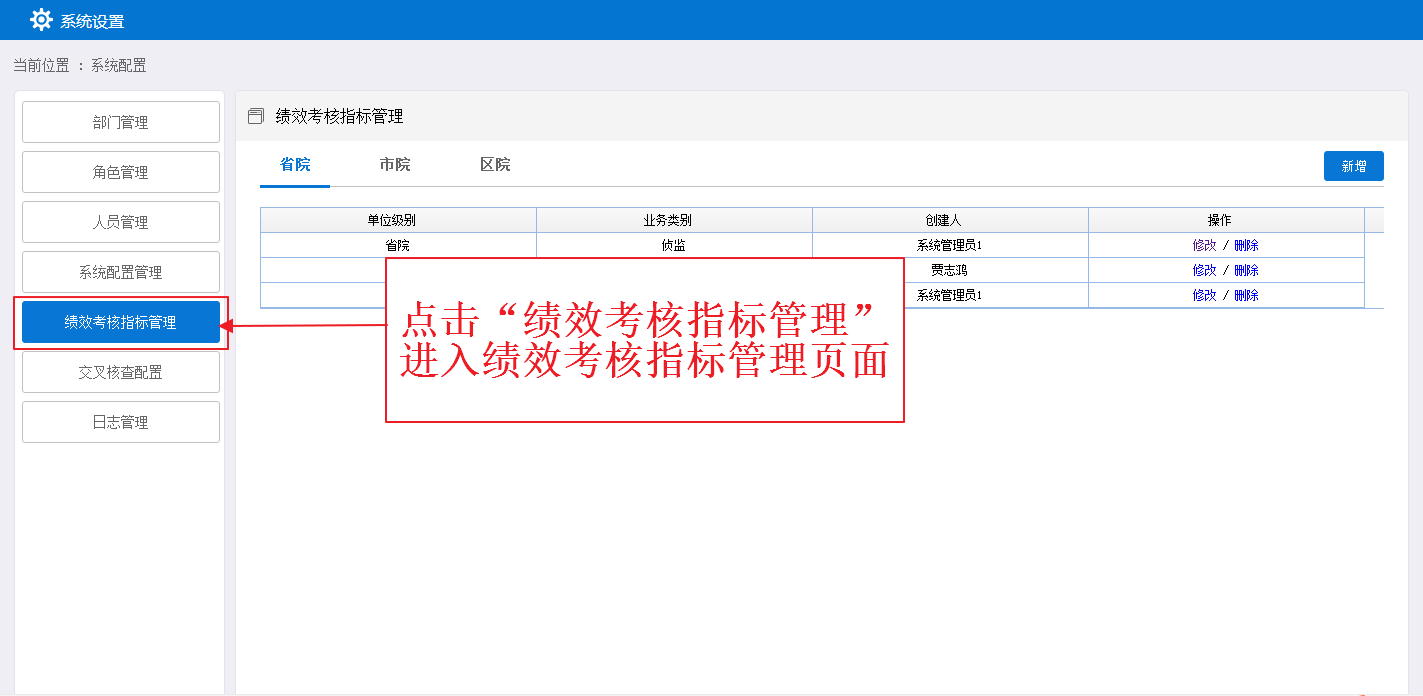 系统设置
当前位置 : 系统配置
部门管理
角色管理
人员管理
系统配置管理
绩效考核指标管理
交叉核查配置
日志管理
绩效考核指标管理
省院 市院 区院 新增
单位级别 业务类别 创建人 操作
省院 侦监 系统管理员1 修改 / 删除
贾志鸿 修改 / 删除
系统管理员1 修改 / 删除
点击“绩效考核指标管理”
进入绩效考核指标管理页面